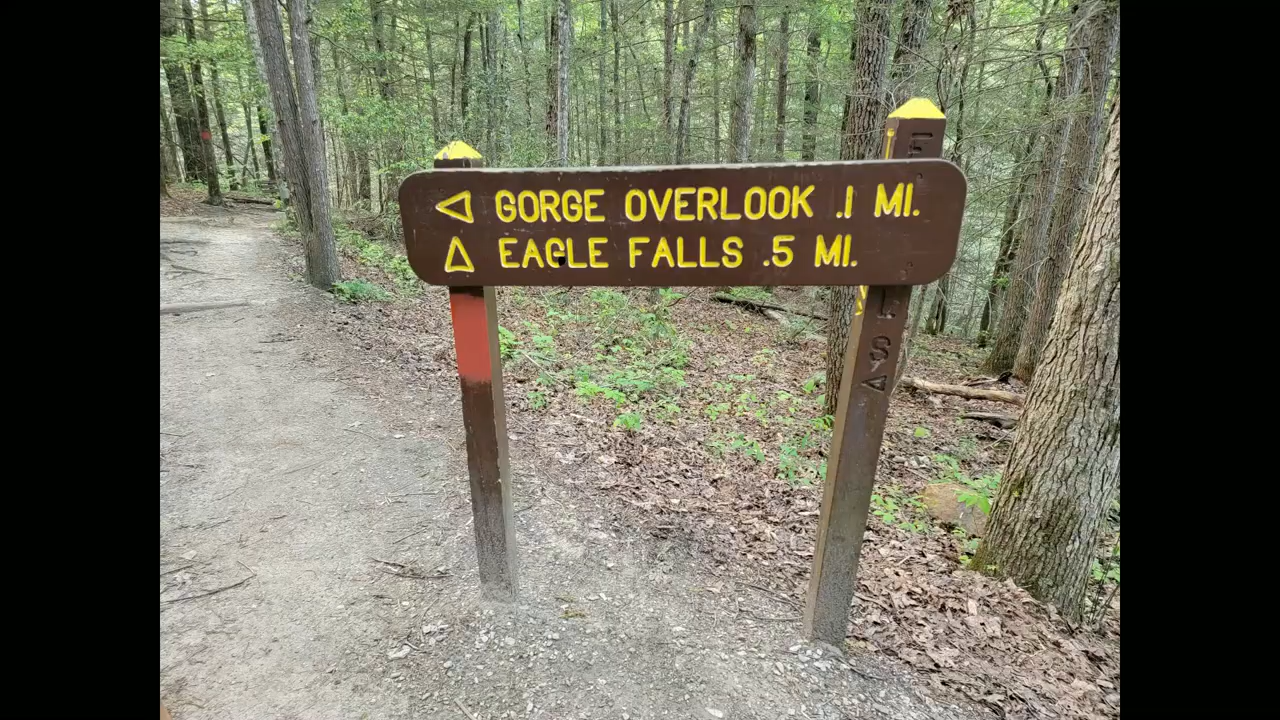 ◁ GORGE OVERLOOK .1 MI.
△ EAGLE FALLS .5 MI.